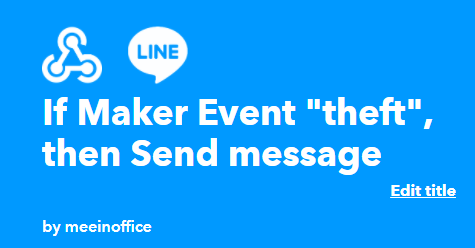 LINE
If Maker Event "theft",
then Send message
Edit title
by meeinoffice